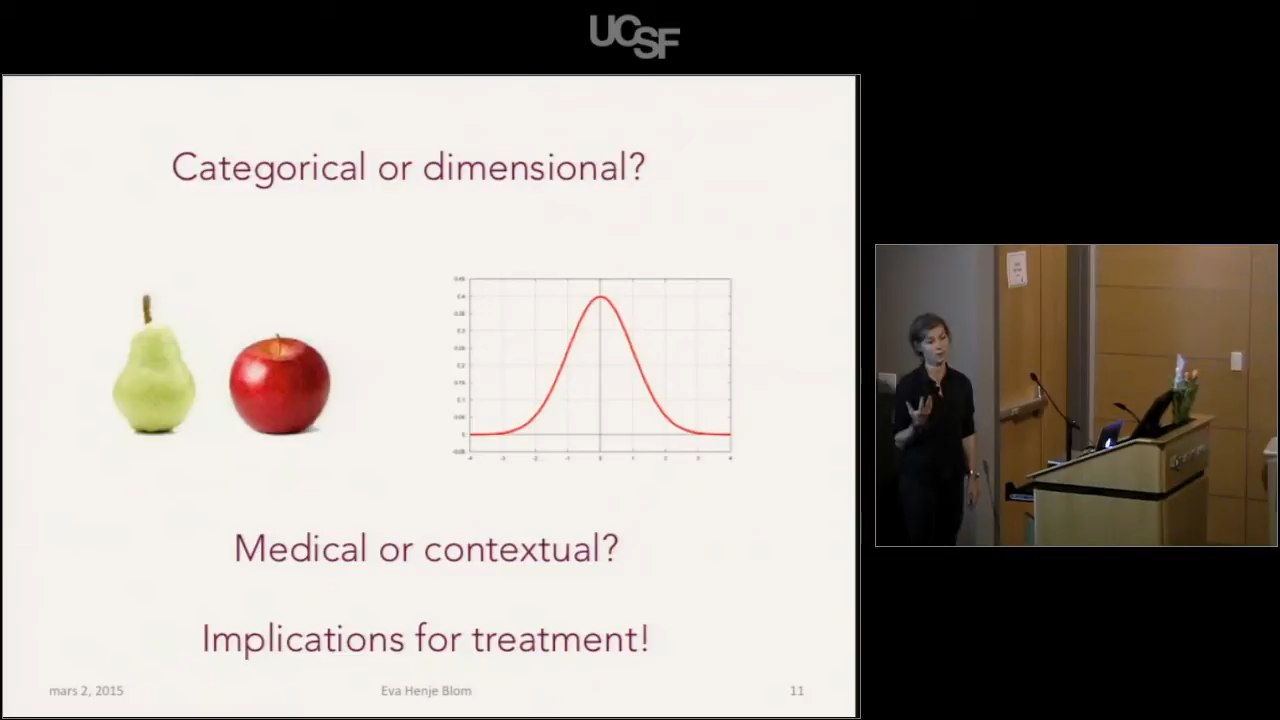 UCSF
Categorical or dimensional?
Medical or contextual?
Implications for treatment!
mars 2, 2015
Eva Henje Blom
11